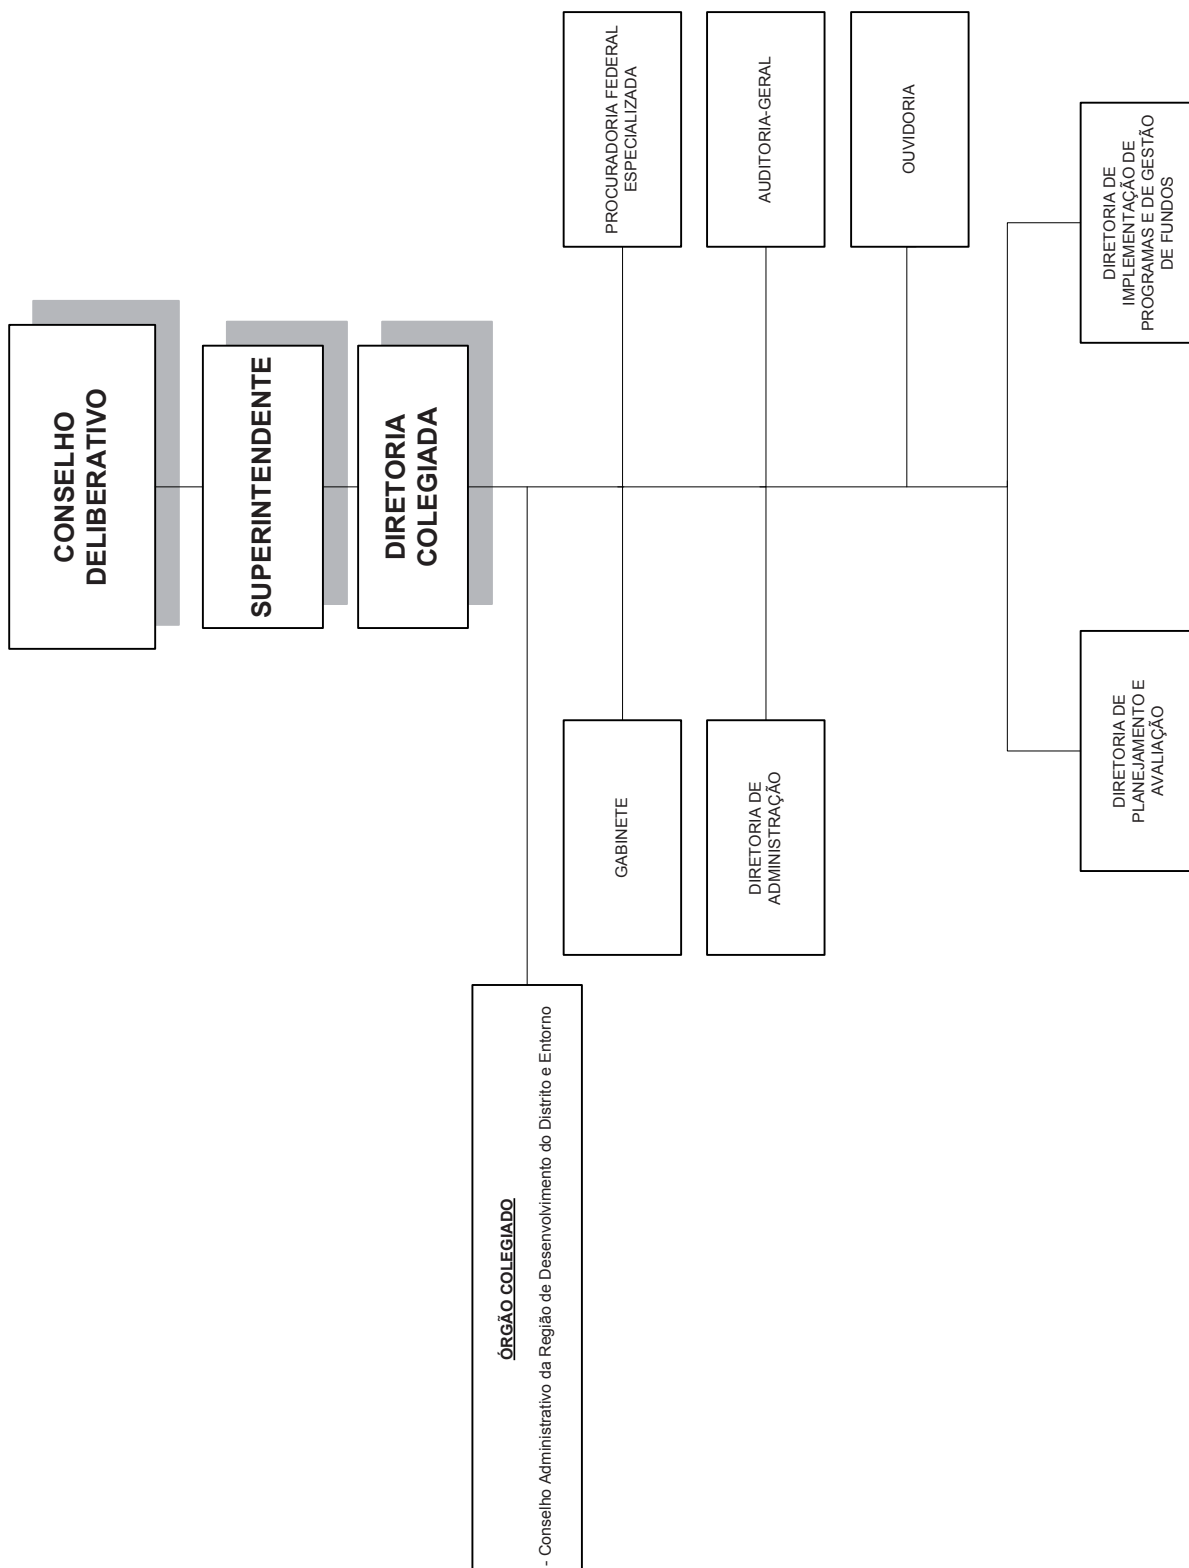 CONSELHO
DELIBERATIVO
SUPERINTENDENTE
DIRETORIA
COLEGIADA
ÓRGÃO COLEGIADO
- Conselho Administrativo da Região de Desenvolvimento do Distrito e Entorno
GABINETE
PROCURADORIA FEDERAL
ESPECIALIZADA
DIRETORIA DE
ADMINISTRAÇÃO
AUDITORIA-GERAL
OUVIDORIA
DIRETORIA DE
PLANEJAMENTO E
AVALIAÇÃO
DIRETORIA DE
IMPLEMENTAÇÃO DE
PROGRAMAS E DE GESTÃO
DE FUNDOS